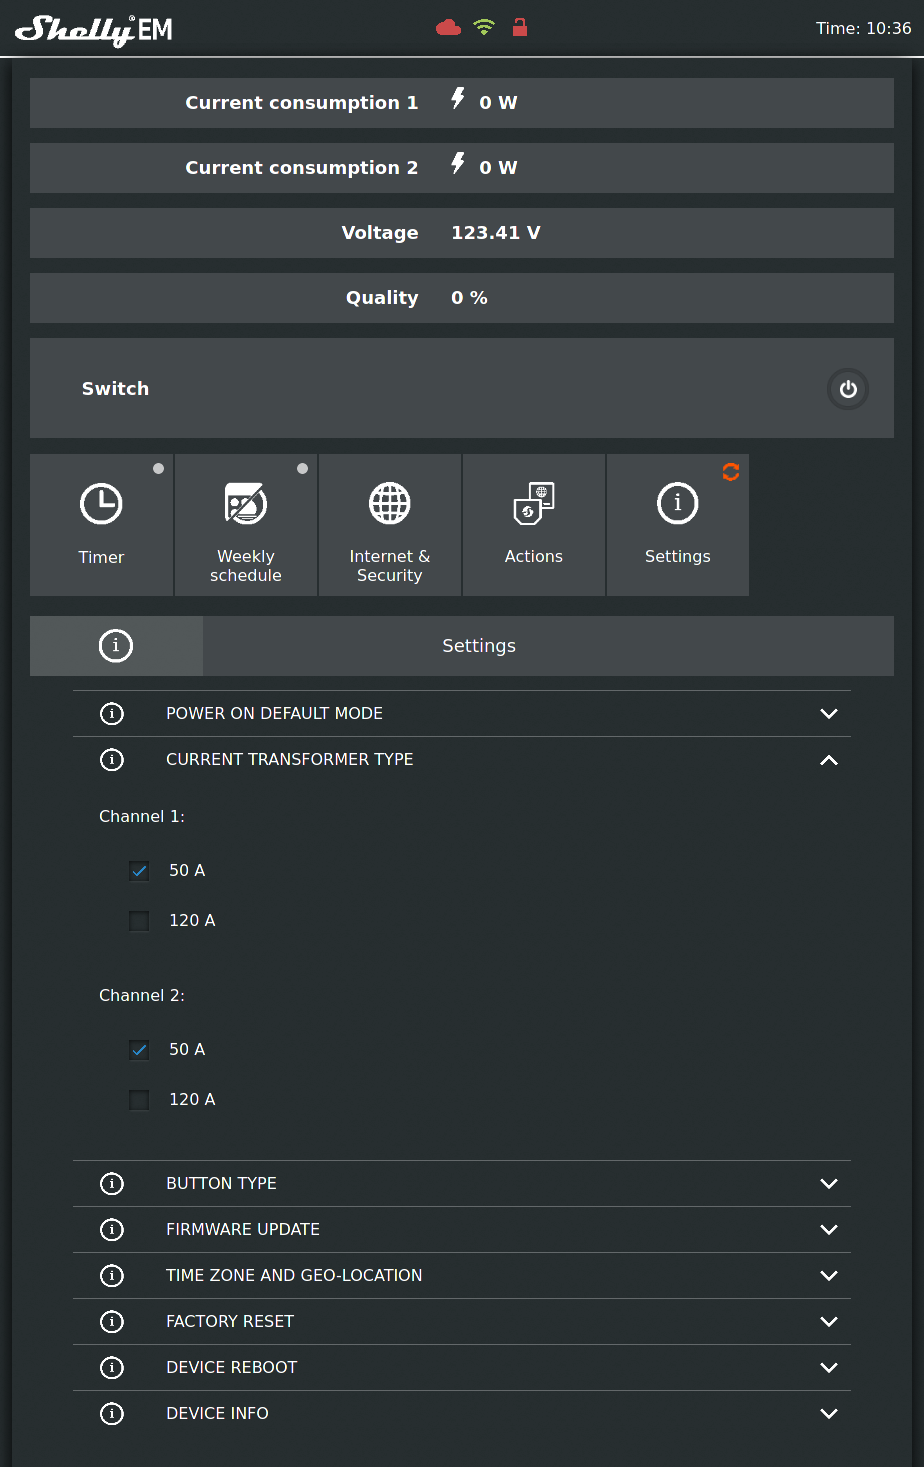 Shelly® EM
Time: 10:36
Current consumption 1 0 W
Current consumption 2 0 W
Voltage 123.41 V
Quality 0 %
Switch
Timer
Weekly
schedule
Internet &
Security
Actions
Settings
Settings
POWER ON DEFAULT MODE
CURRENT TRANSFORMER TYPE
Channel 1:
50 A
120 A
Channel 2:
50 A
120 A
BUTTON TYPE
FIRMWARE UPDATE
TIME ZONE AND GEO-LOCATION
FACTORY RESET
DEVICE REBOOT
DEVICE INFO